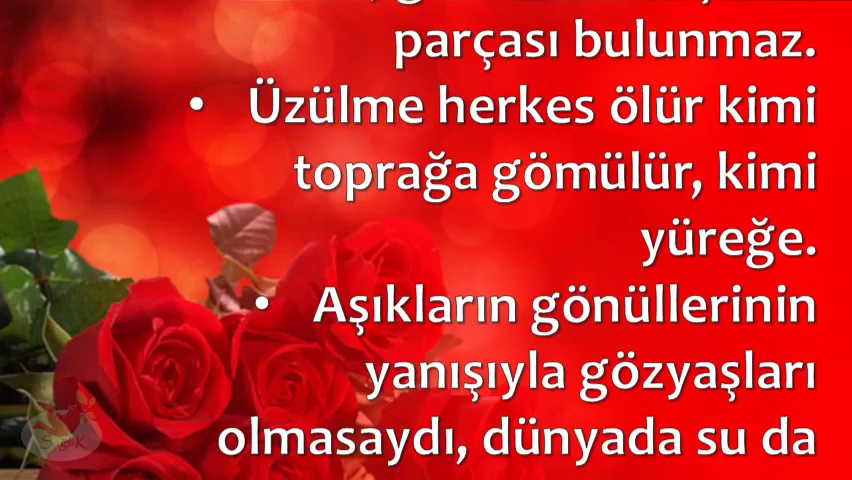 parçası bulunmaz.
• Üzülme herkes ölür kimi
toprağa gömülür, kimi
yüreğe.
• Aşıkların gönüllerinin
yanışıyla gözyaşları
olmasaydı, dünyada su da